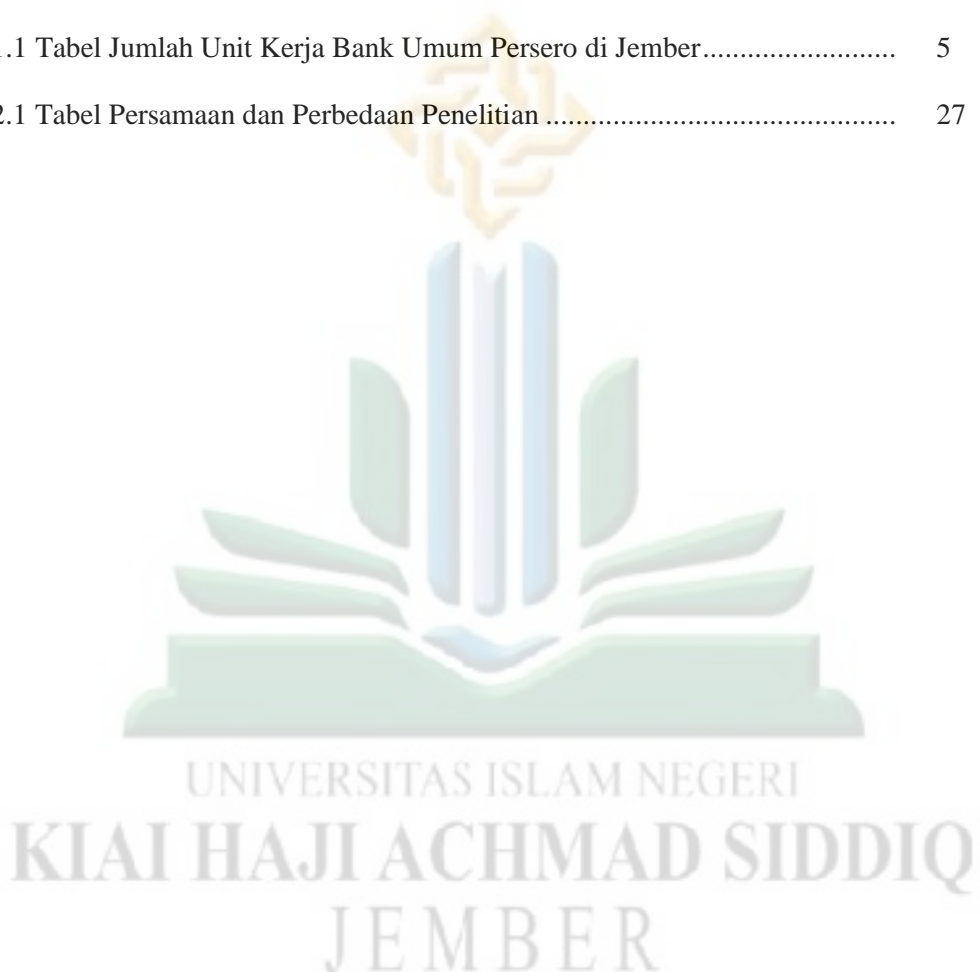 .1 Tabel Jumlah Unit Kerja Bank Umum Persero di Jember......................... 5
2.1 Tabel Persamaan dan Perbedaan Penelitian ............................................... 27
UNIVERSITAS ISLAM NEGERI
KIAI HAJI ACHMAD SIDDIQ
JEMBER